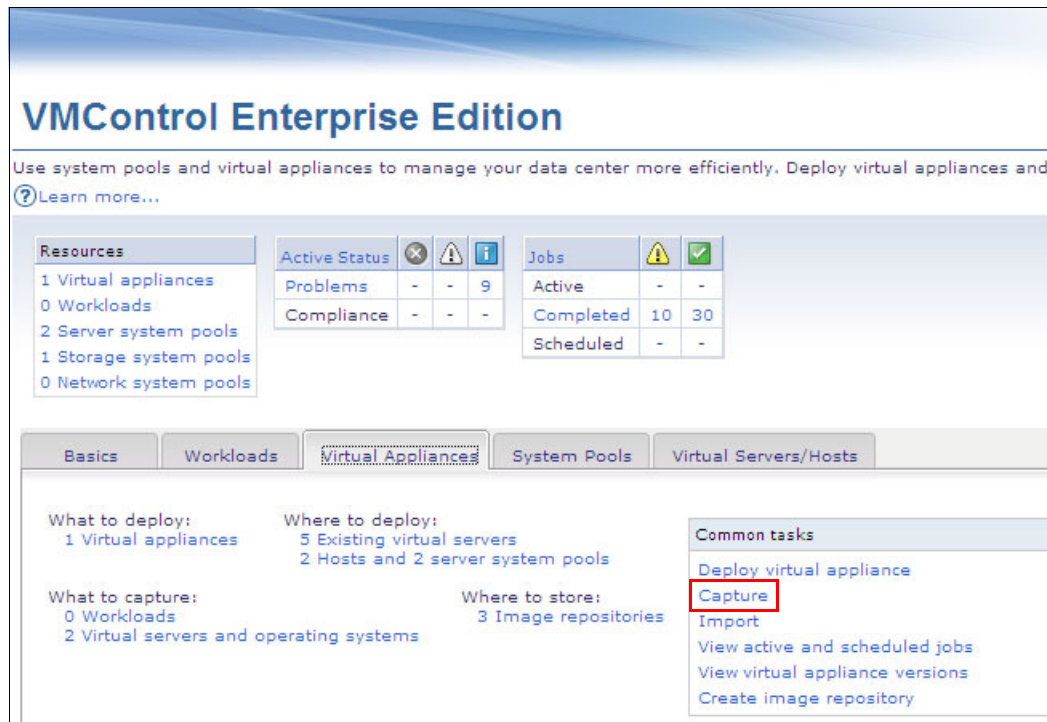 VMControl Enterprise Edition
Use system pools and virtual appliances to manage your data center more efficiently. Deploy virtual appliances and
Learn more...
Resources
1 Virtual appliances
0 Workloads
2 Server system pools
1 Storage system pools
0 Network system pools
Active Status
Problems - - 9
Compliance - - -
Jobs
Active - -
Completed 10 30
Scheduled - -
Basics
Workloads
Virtual Appliances
System Pools
Virtual Servers/Hosts
What to deploy:
1 Virtual appliances
Where to deploy:
5 Existing virtual servers
2 Hosts and 2 server system pools
What to capture:
0 Workloads
2 Virtual servers and operating systems
Where to store:
3 Image repositories
Common tasks
Deploy virtual appliance
Capture
Import
View active and scheduled jobs
View virtual appliance versions
Create image repository